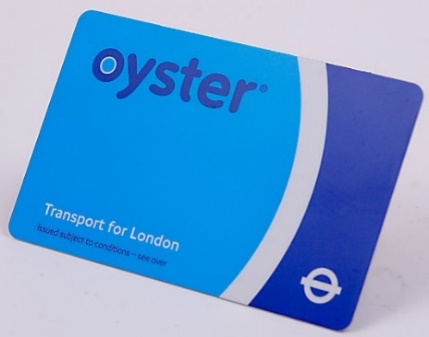 oyster
Transport for London
Issued subject to conditions – see over